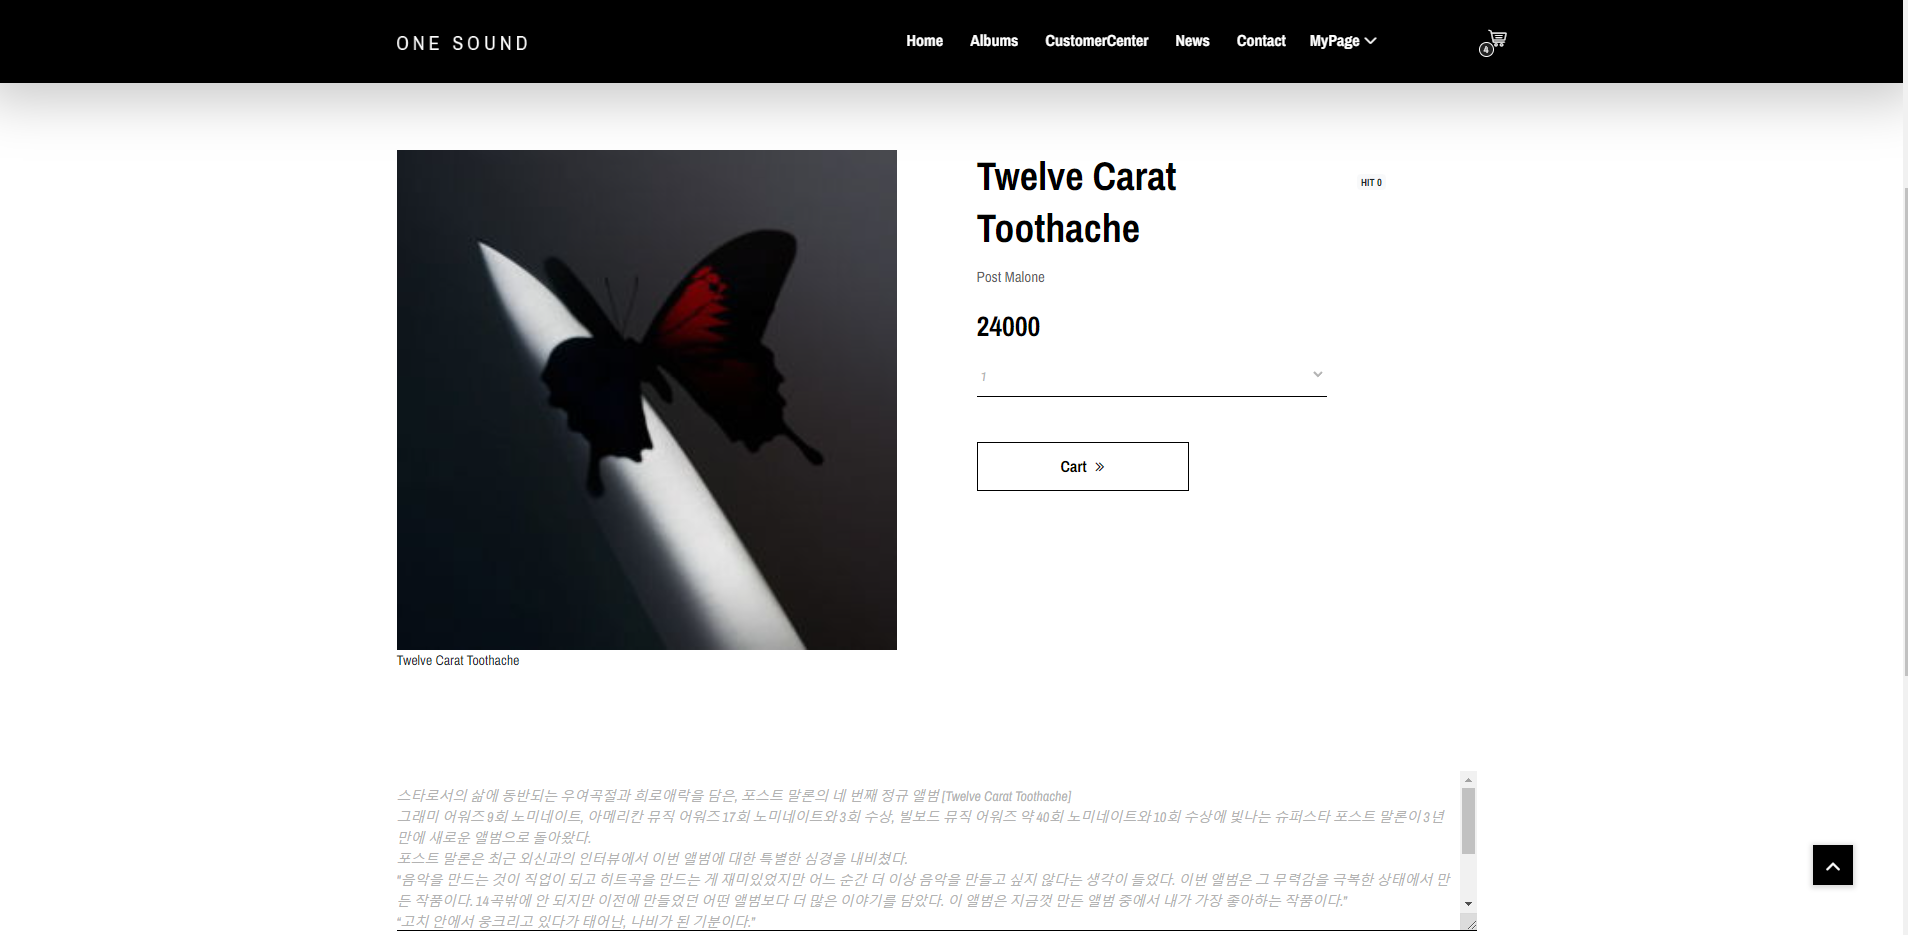 ONE SOUND
Home Albums CustomerCenter News Contact MyPage
4
Twelve Carat
Toothache
HIT 0
Post Malone
24000
1
Cart »
Twelve Carat Toothache
스타로서의 삶에 동반되는 우여곡절과 희로애락을 담은, 포스트 말론의 네 번째 정규 앨범 [Twelve Carat Toothache]
그래미 어워즈 9회 노미네이트, 아메리칸 뮤직 어워즈 17회 노미네이트와 3회 수상, 빌보드 뮤직 어워즈 약 40회 노미네이트와 10회 수상에 빛나는 슈퍼스타 포스트 말론이 3년
만에 새로운 앨범으로 돌아왔다.
포스트 말론은 최근 외신과의 인터뷰에서 이번 앨범에 대한 특별한 심경을 내비쳤다.
“음악을 만드는 것이 직업이 되고 히트곡을 만드는 게 재미있었지만 어느 순간 더 이상 음악을 만들고 싶지 않다는 생각이 들었다. 이번 앨범은 그 무력감을 극복한 상태에서 만
든 작품이다. 14곡밖에 안 되지만 이전에 만들었던 어떤 앨범보다 더 많은 이야기를 담았다. 이 앨범은 지금껏 만든 앨범 중에서 내가 가장 좋아하는 작품이다.”
“고치 안에서 웅크리고 있다가 태어난, 나비가 된 기분이다.”